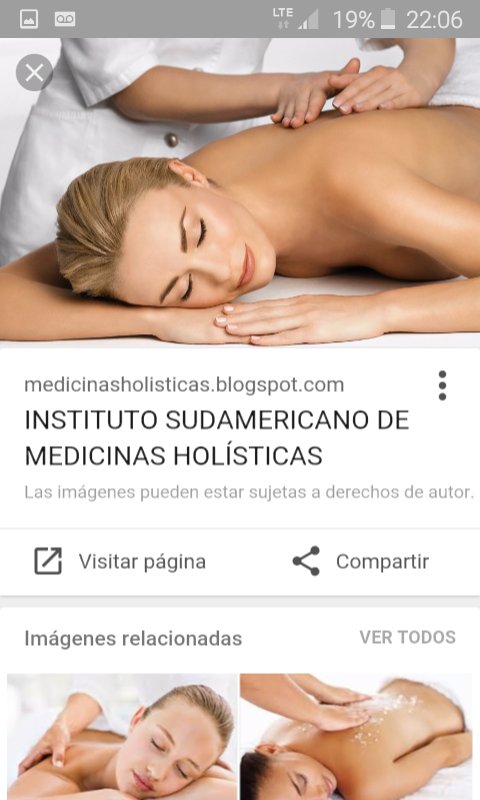 LTE 19% 22:06
medicinasholisticas.blogspot.com
INSTITUTO SUDAMERICANO DE
MEDICINAS HOLÍSTICAS
Las imágenes pueden estar sujetas a derechos de autor.
Visitar página
Compartir
Imágenes relacionadas
VER TODOS